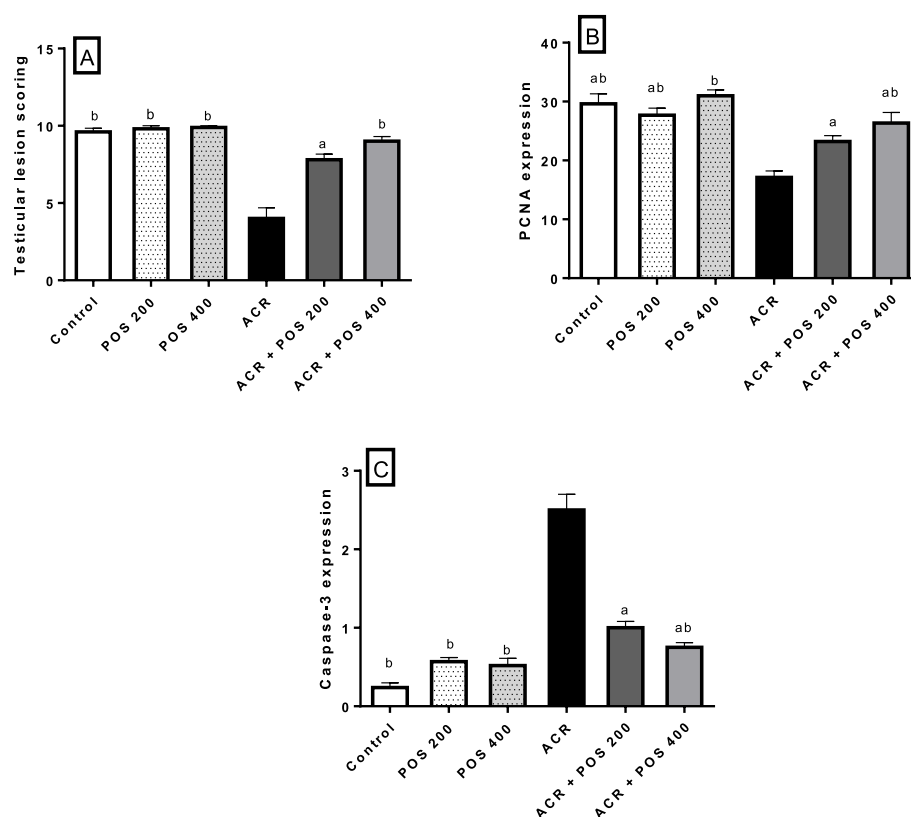 A
Testicular lesion scoring
15
10
5
0
b
b
b
a
b
Control
POS 200
POS 400
ACR
ACR + POS 200
ACR + POS 400
B
PCNA expression
40
30
20
10
0
ab
ab
b
a
ab
Control
POS 200
POS 400
ACR
ACR + POS 200
ACR + POS 400
C
Caspase-3 expression
3
2
1
0
b
b
b
a
ab
Control
POS 200
POS 400
ACR
ACR + POS 200
ACR + POS 400